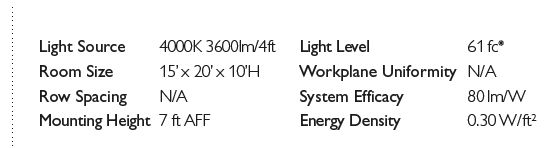 Light Source 4000K 3600lm/4ft Light Level 61 fc*
Room Size 15' x 20' x 10'H Workplane Uniformity N/A
Row Spacing N/A System Efficacy 80 lm/W
Mounting Height 7 ft AFF Energy Density 0.30 W/ft²